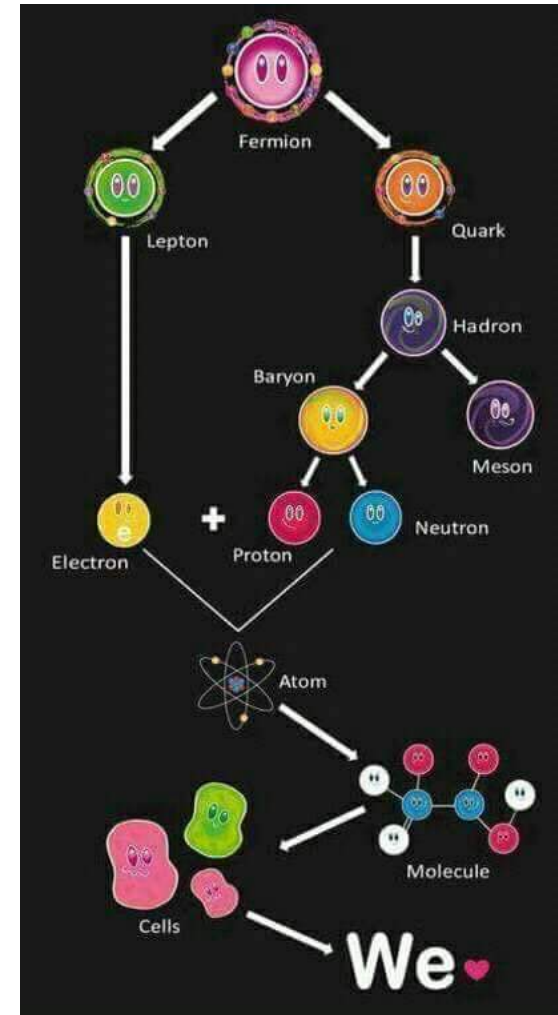 Fermion
Lepton
Quark
Hadron
Baryon
Meson
e
+
Electron
Proton
Neutron
Atom
Molecule
Cells
We